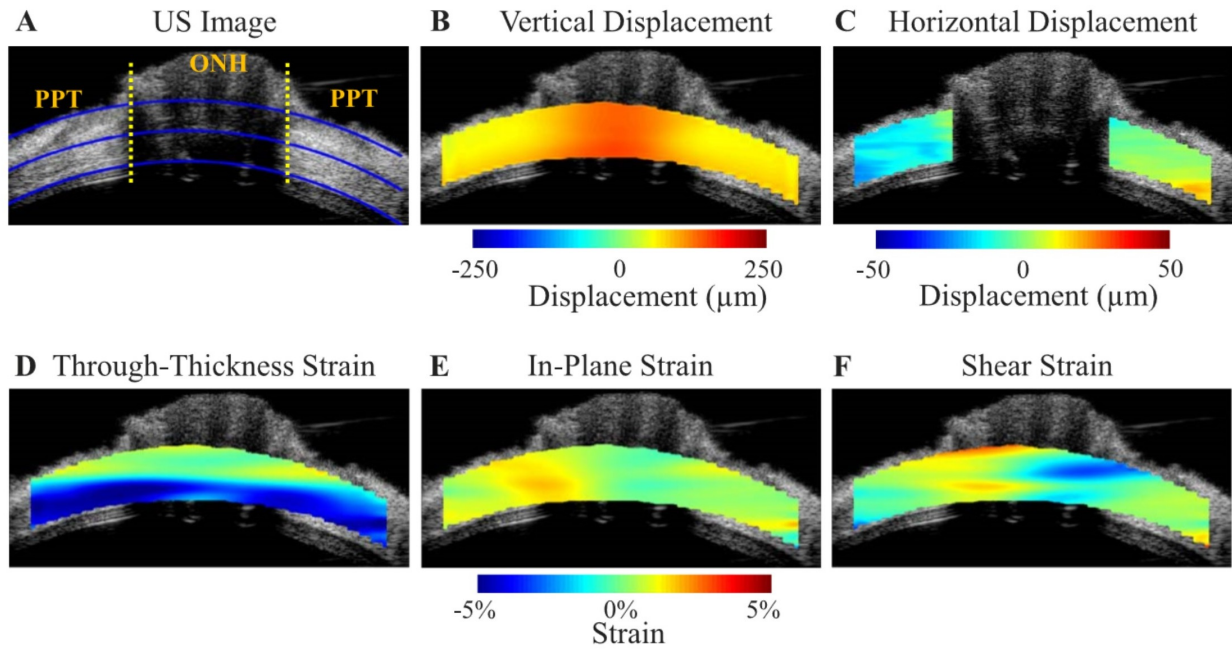 A US Image
B Vertical Displacement
C Horizontal Displacement
PPT
ONH
PPT
-250 0 250
Displacement (µm)
-50 0 50
Displacement (µm)
D Through-Thickness Strain
E In-Plane Strain
F Shear Strain
-5% 0% 5%
Strain